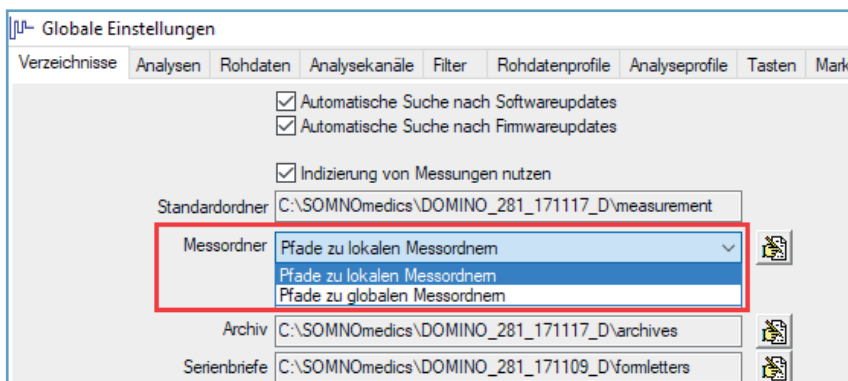 Globale Einstellungen
Verzeichnisse Analysen Rohdaten Analysekanäle Filter Rohdatenprofile Analyseprofile Tasten Mark
Automatische Suche nach Softwareupdates
Automatische Suche nach Firmwareupdates
Indizierung von Messungen nutzen
Standardordner C:\SOMNOmedics\DOMINO_281_171117_D\measurement
Messordner Pfade zu lokalen Messordnern
Pfade zu lokalen Messordnern
Pfade zu globalen Messordnern
Archiv C:\SOMNOmedics\DOMINO_281_171117_D\archives
Serienbriefe C:\SOMNOmedics\DOMINO_281_171109_D\formletters